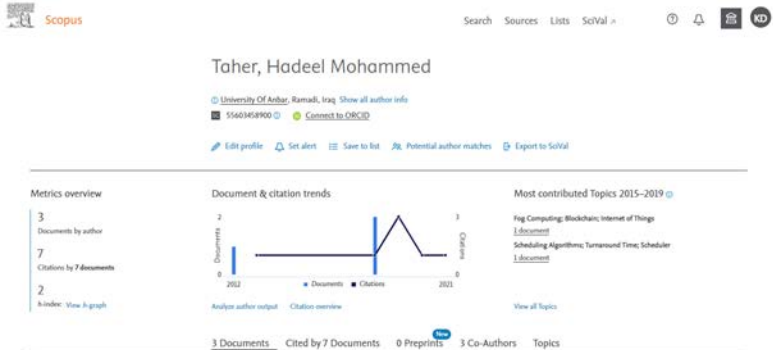 Scopus
Search Sources Lists SciVal ↗
KD
Taher, Hadeel Mohammed
University Of Anbar, Ramadi, Iraq Show all author info
55603458900 Connect to ORCID
Edit profile Set alert Save to list Potential author matches Export to SciVal
Metrics overview
3
Documents by author
7
Citations by 7 documents
2
h-index: View h-graph
Document & citation trends
2
3
Documents
Citations
0
0
2012
2021
Documents Citations
Analyze author output Citation overview
Most contributed Topics 2015–2019
Fog Computing; Blockchain; Internet of Things
1 document
Scheduling Algorithms; Turnaround Time; Scheduler
1 document
View all Topics
New
3 Documents Cited by 7 Documents 0 Preprints 3 Co-Authors Topics